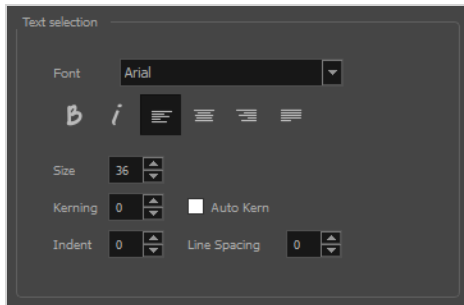 Text selection
Font Arial
B i
Size 36
Kerning 0 Auto Kern
Indent 0 Line Spacing 0